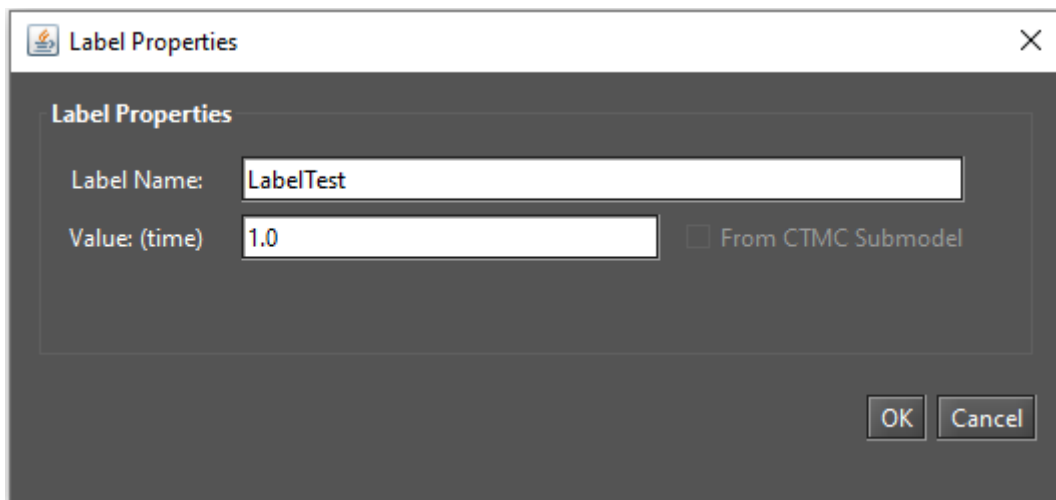 Label Properties
Label Properties
Label Name: LabelTest
Value: (time) 1.0 From CTMC Submodel
OK Cancel